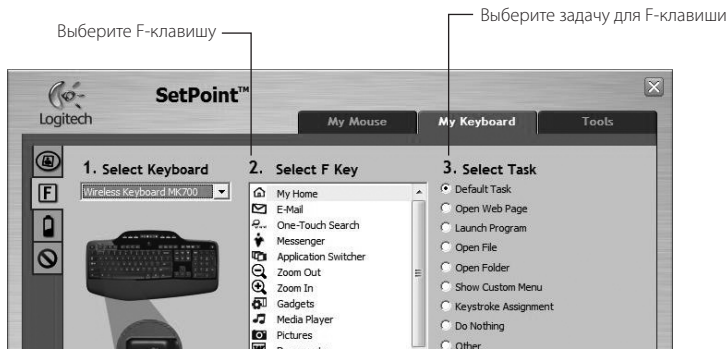 Выберите F-клавишу
Выберите задачу для F-клавиши
Logitech
SetPoint™
My Mouse
My Keyboard
Tools
1. Select Keyboard
Wireless Keyboard MK700
2. Select F Key
My Home
E-Mail
One-Touch Search
Messenger
Application Switcher
Zoom Out
Zoom In
Gadgets
Media Player
Pictures
3. Select Task
Default Task
Open Web Page
Launch Program
Open File
Open Folder
Show Custom Menu
Keystroke Assignment
Do Nothing
Other